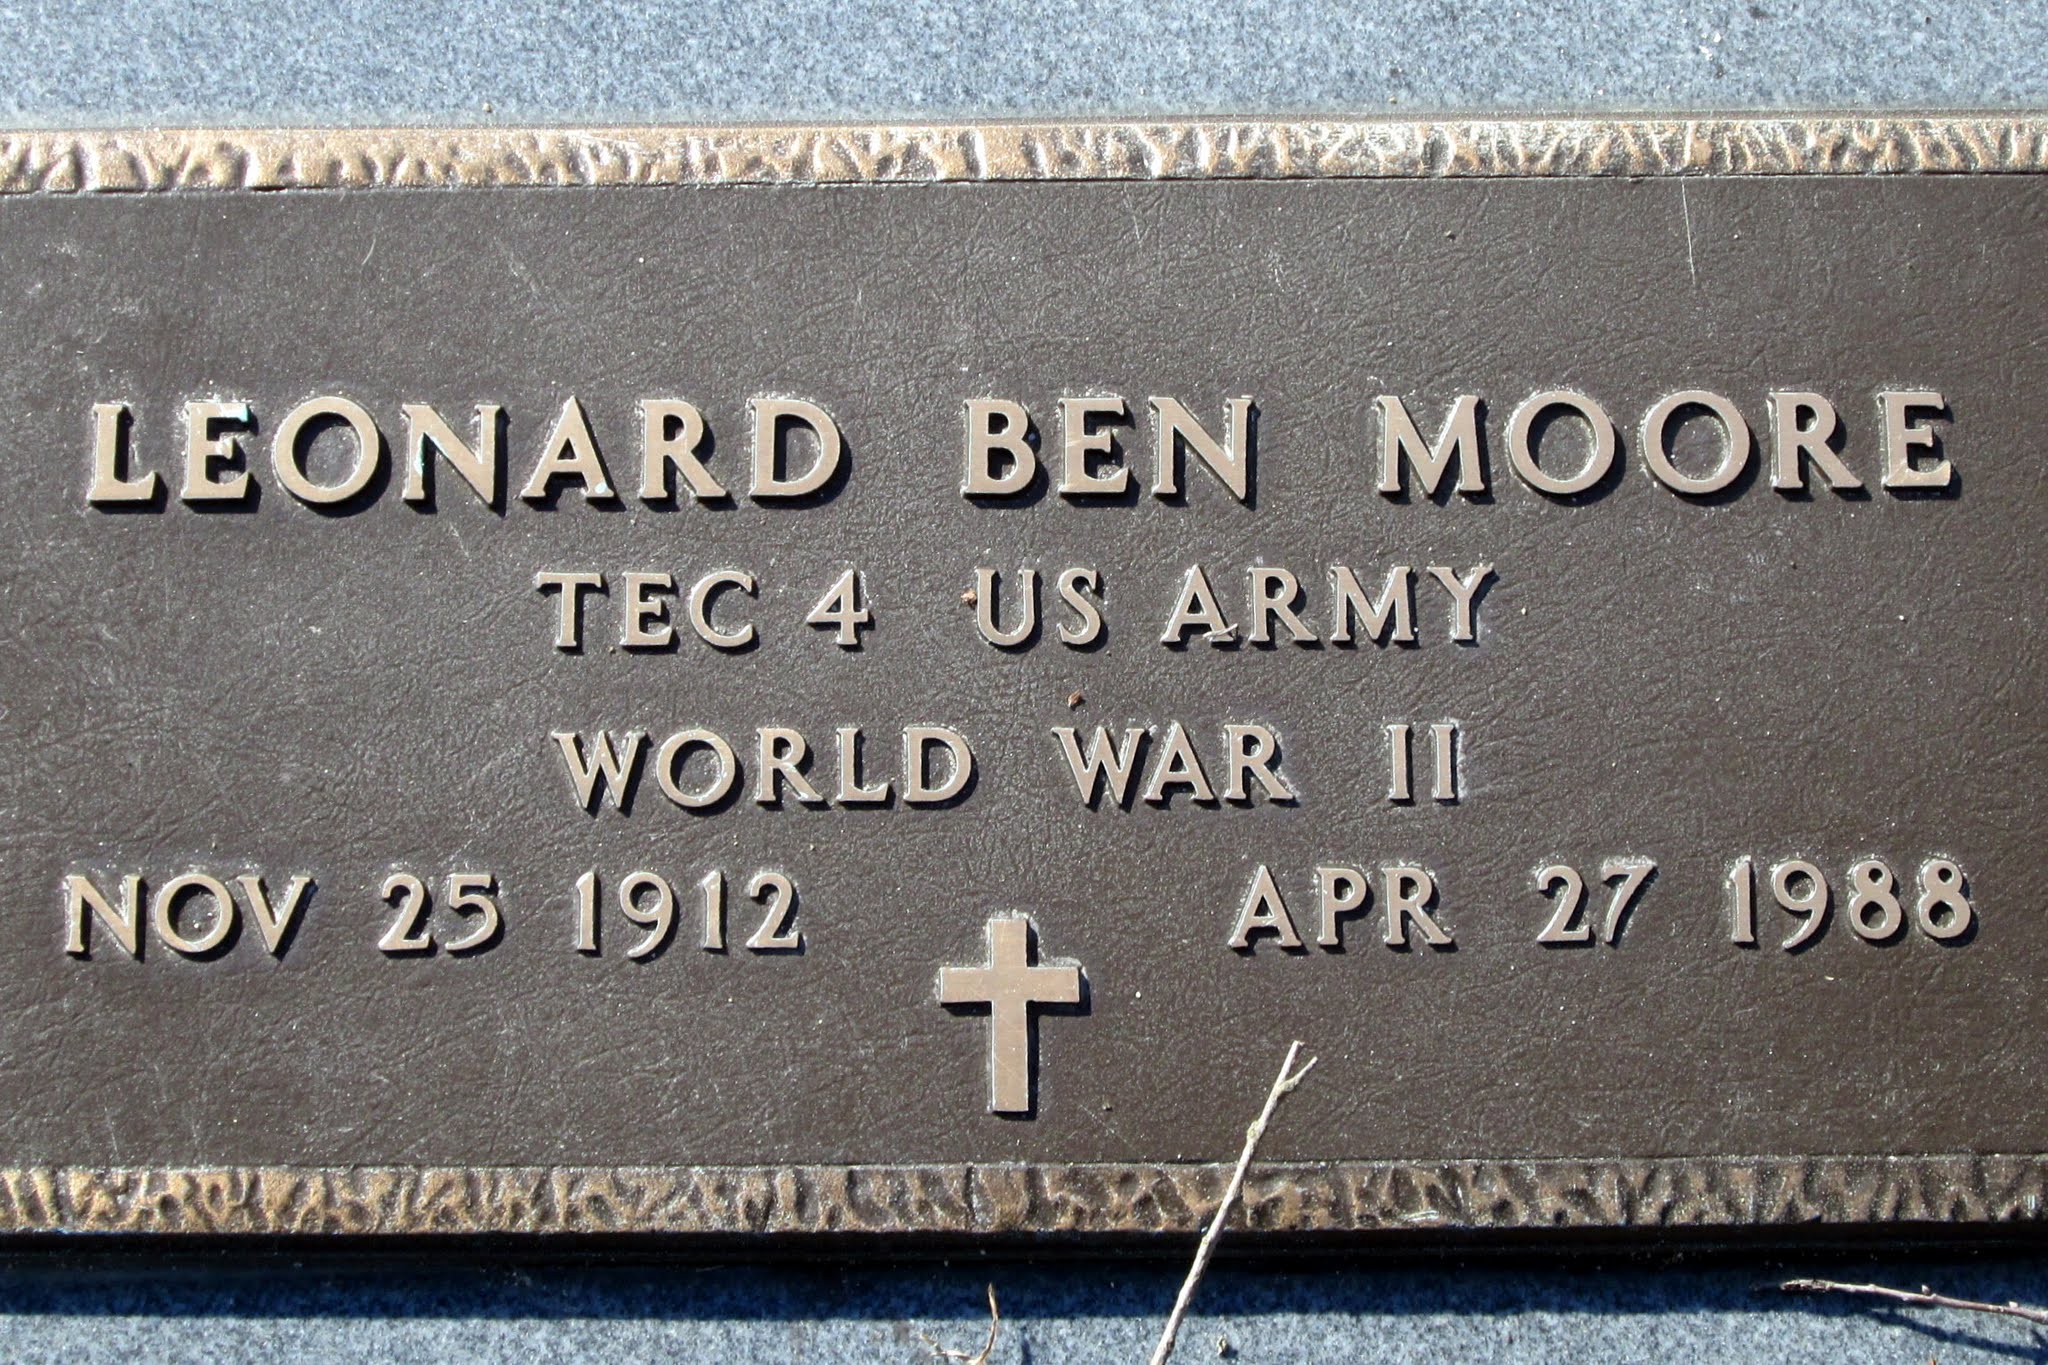 LEONARD BEN MOORE
TEC 4 US ARMY
WORLD WAR II
NOV 25 1912 APR 27 1988